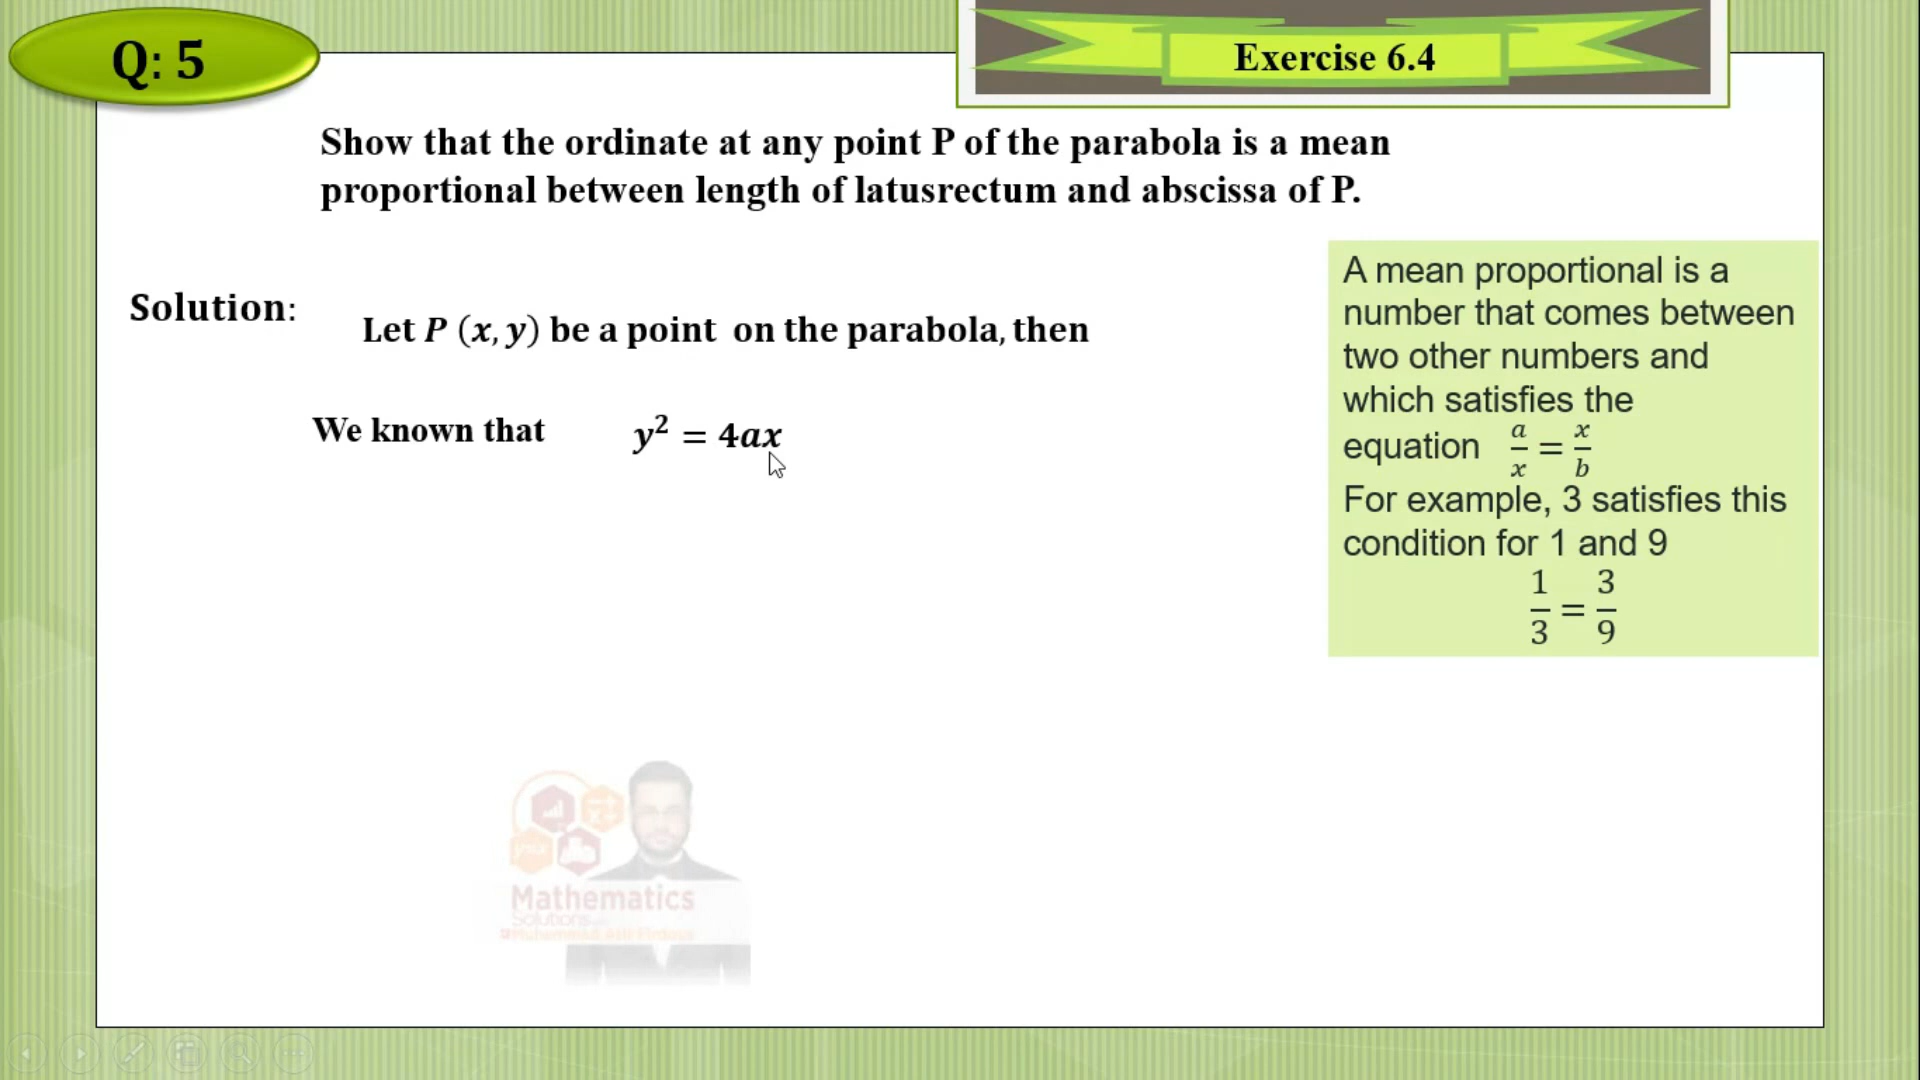 Q: 5
Exercise 6.4
Show that the ordinate at any point P of the parabola is a mean
proportional between length of latusrectum and abscissa of P.
Solution:
Let P (x, y) be a point on the parabola, then
We known that y² = 4ax
A mean proportional is a
number that comes between
two other numbers and
which satisfies the
equation a/x = x/b
For example, 3 satisfies this
condition for 1 and 9
1/3 = 3/9
Mathematics
Solutions